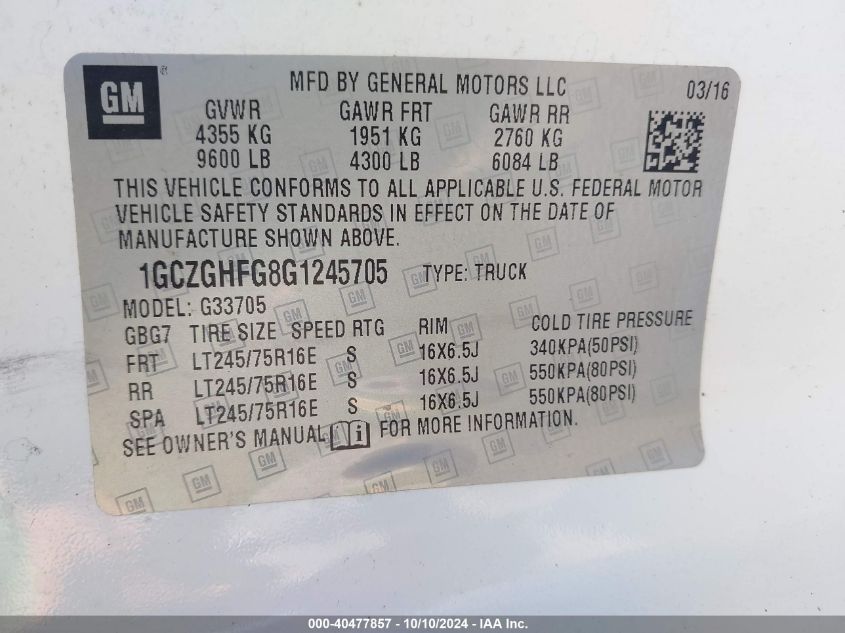 GM ® MFD BY GENERAL MOTORS LLC 03/16
GVWR GAWR FRT GAWR RR
4355 KG 1951 KG 2760 KG
9600 LB 4300 LB 6084 LB
THIS VEHICLE CONFORMS TO ALL APPLICABLE U.S. FEDERAL MOTOR
VEHICLE SAFETY STANDARDS IN EFFECT ON THE DATE OF
MANUFACTURE SHOWN ABOVE.
1GCZGHFG8G1245705 TYPE: TRUCK
MODEL: G33705
GBG7 TIRE SIZE SPEED RTG RIM COLD TIRE PRESSURE
FRT LT245/75R16E S 16X6.5J 340KPA(50PSI)
RR LT245/75R16E S 16X6.5J 550KPA(80PSI)
SPA LT245/75R16E S 16X6.5J 550KPA(80PSI)
SEE OWNER'S MANUAL i FOR MORE INFORMATION.
000-40477857 - 10/10/2024 - IAA Inc.